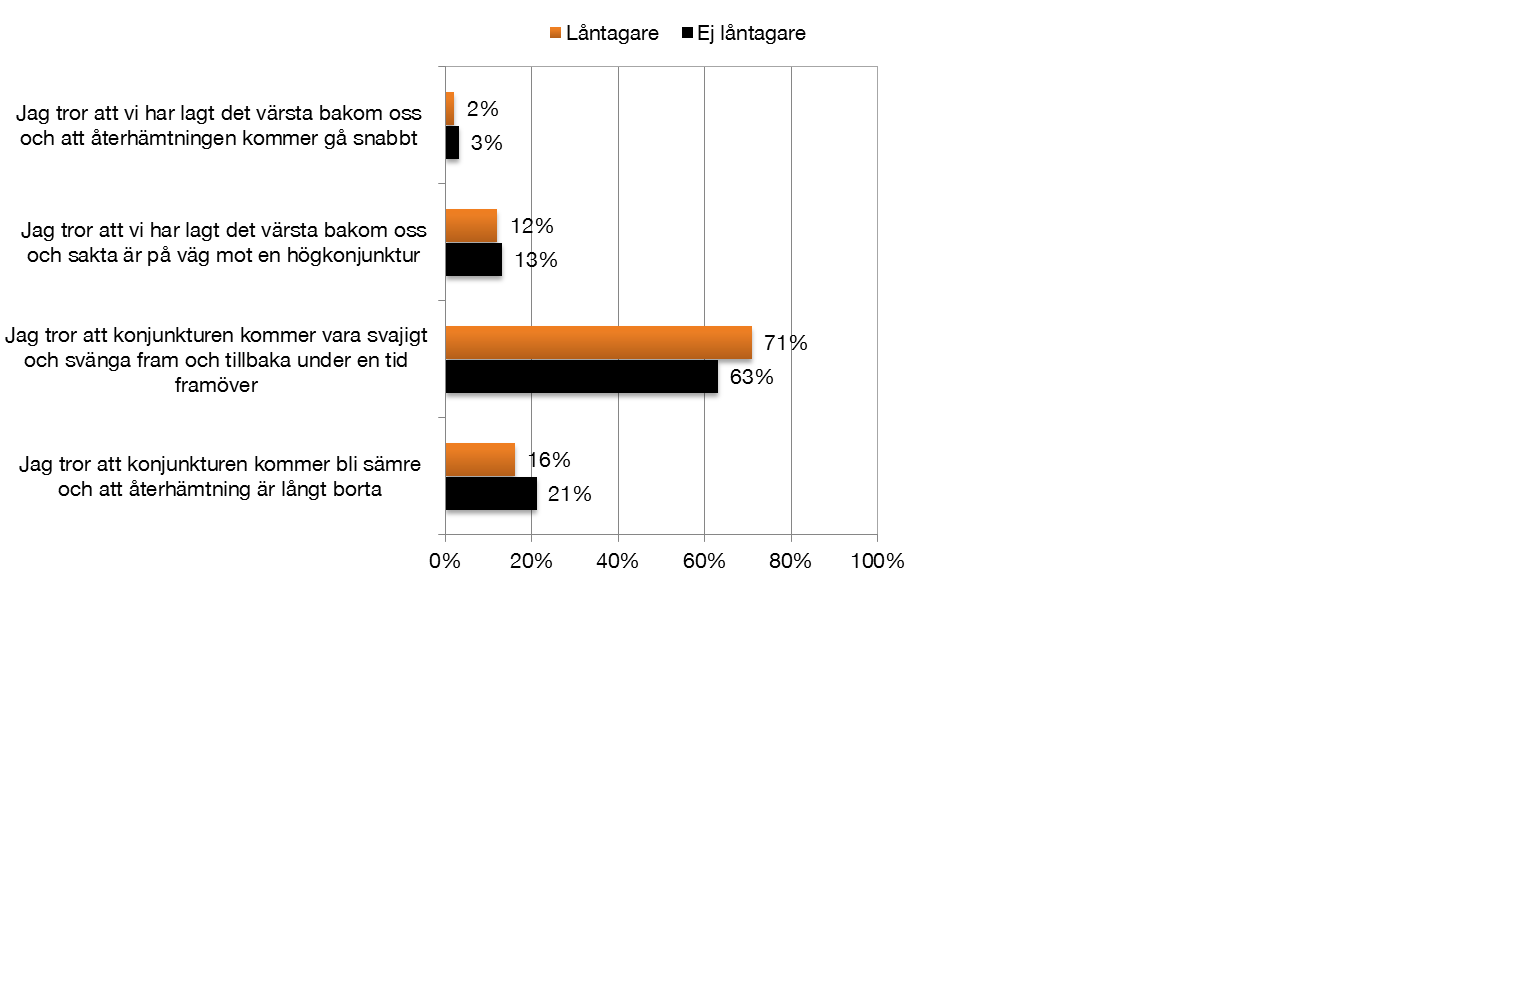 Låntagare Ej låntagare
Jag tror att vi har lagt det värsta bakom oss
och att återhämtningen kommer gå snabbt
2%
3%
Jag tror att vi har lagt det värsta bakom oss
och sakta är på väg mot en högkonjunktur
12%
13%
Jag tror att konjunkturen kommer vara svajigt
och svänga fram och tillbaka under en tid
framöver
71%
63%
Jag tror att konjunkturen kommer bli sämre
och att återhämtning är långt borta
16%
21%
0% 20% 40% 60% 80% 100%